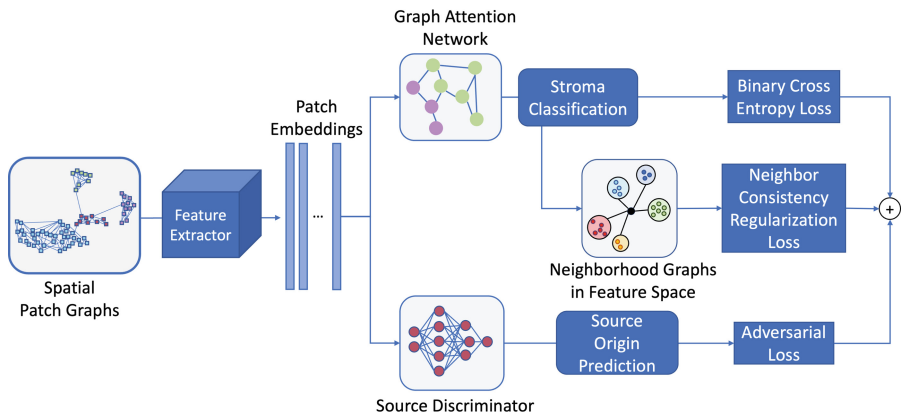 Graph Attention
Network
Stroma
Classification
Binary Cross
Entropy Loss
Patch
Embeddings
...
Feature
Extractor
Spatial
Patch Graphs
Neighbor
Consistency
Regularization
Loss
+
Neighborhood Graphs
in Feature Space
Source
Origin
Prediction
Adversarial
Loss
Source Discriminator